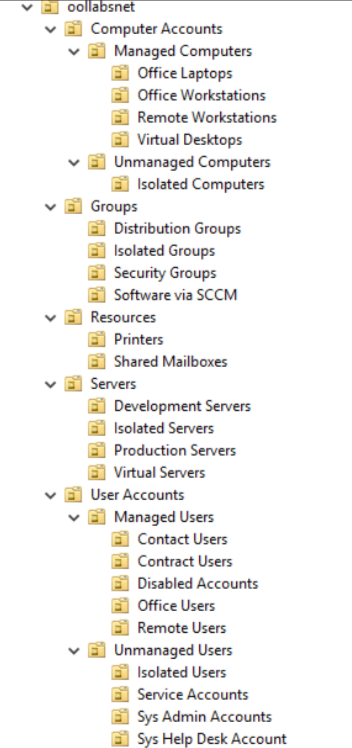 oollabsnet
Computer Accounts
Managed Computers
Office Laptops
Office Workstations
Remote Workstations
Virtual Desktops
Unmanaged Computers
Isolated Computers
Groups
Distribution Groups
Isolated Groups
Security Groups
Software via SCCM
Resources
Printers
Shared Mailboxes
Servers
Development Servers
Isolated Servers
Production Servers
Virtual Servers
User Accounts
Managed Users
Contact Users
Contract Users
Disabled Accounts
Office Users
Remote Users
Unmanaged Users
Isolated Users
Service Accounts
Sys Admin Accounts
Sys Help Desk Account